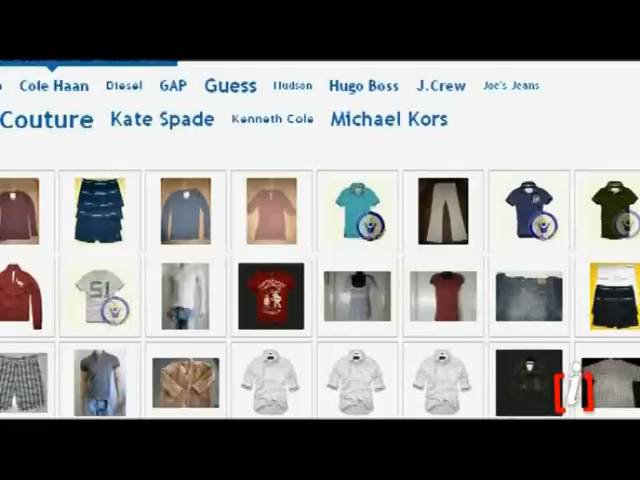 Cole Haan Diesel GAP Guess Hudson Hugo Boss J.Crew Joe's Jeans
Couture Kate Spade Kenneth Cole Michael Kors
51
[i]